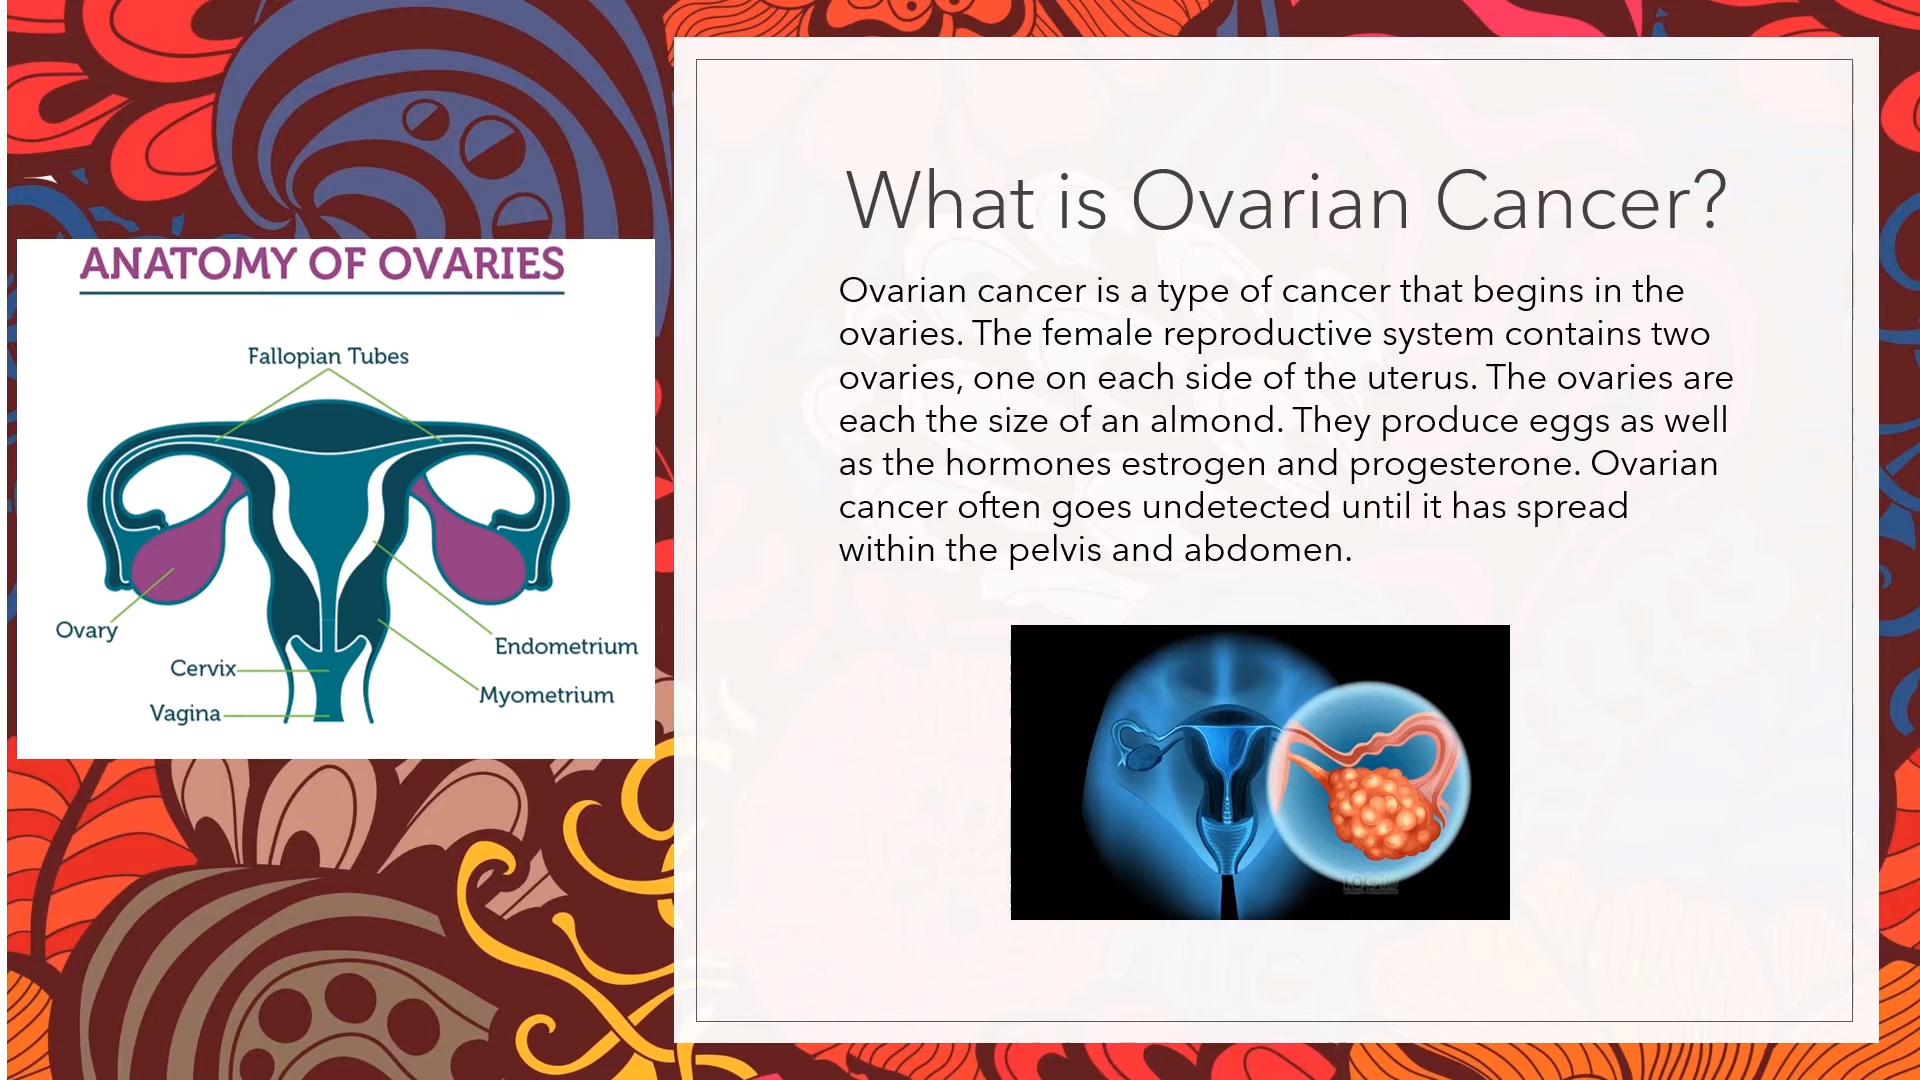 ANATOMY OF OVARIES
Fallopian Tubes
Ovary
Cervix
Vagina
Endometrium
Myometrium
What is Ovarian Cancer?
Ovarian cancer is a type of cancer that begins in the
ovaries. The female reproductive system contains two
ovaries, one on each side of the uterus. The ovaries are
each the size of an almond. They produce eggs as well
as the hormones estrogen and progesterone. Ovarian
cancer often goes undetected until it has spread
within the pelvis and abdomen.